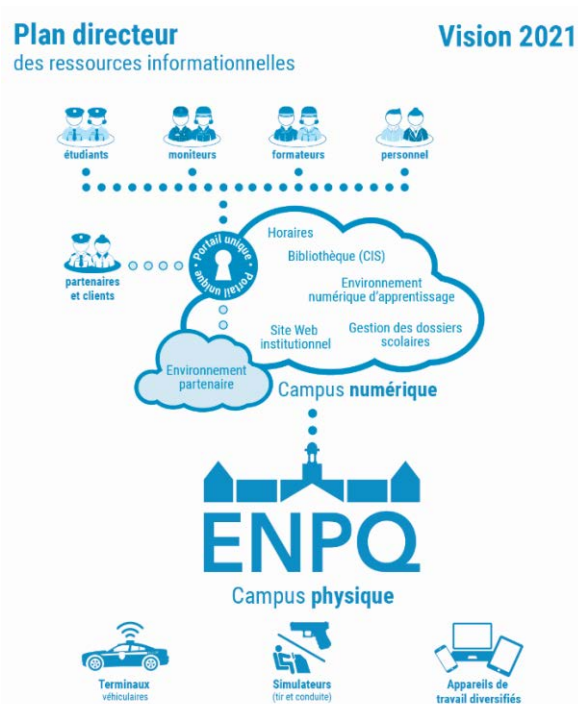 Plan directeur
des ressources informationnelles
Vision 2021
étudiants
moniteurs
formateurs
personnel
partenaires
et clients
Portail unique • Portail unique •
Horaires
Bibliothèque (CIS)
Environnement
numérique d'apprentissage
Site Web
institutionnel
Gestion des dossiers
scolaires
Environnement
partenaire
Campus numérique
ENPQ
Campus physique
Terminaux
véhiculaires
Simulateurs
(tir et conduite)
Appareils de
travail diversifiés